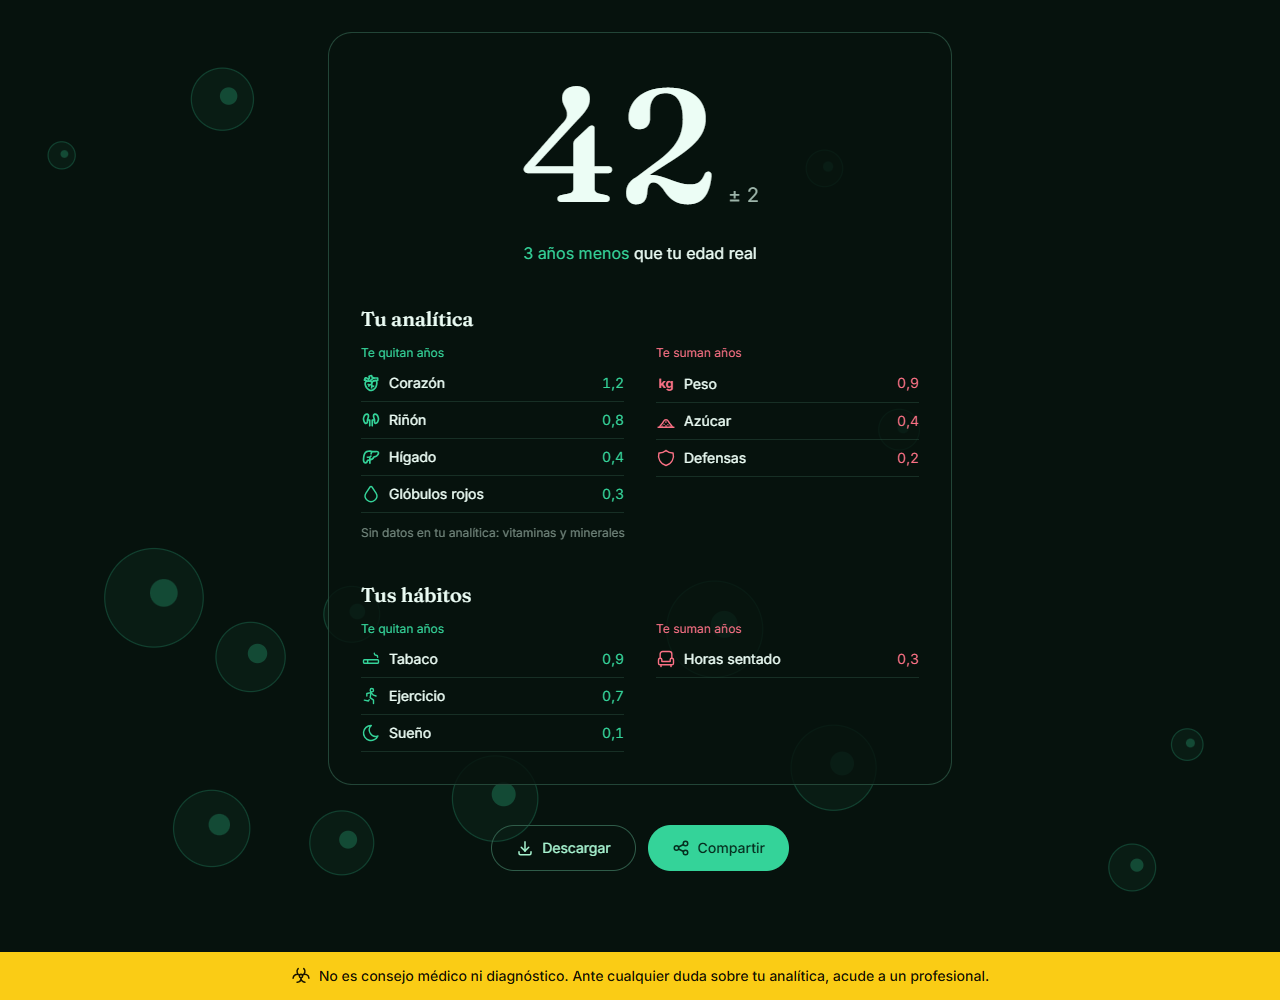 42 ± 2
3 años menos que tu edad real
Tu analítica
Te quitan años
Corazón 1,2
Riñón 0,8
Hígado 0,4
Glóbulos rojos 0,3
Te suman años
kg Peso 0,9
Azúcar 0,4
Defensas 0,2
Sin datos en tu analítica: vitaminas y minerales
Tus hábitos
Te quitan años
Tabaco 0,9
Ejercicio 0,7
Sueño 0,1
Te suman años
Horas sentado 0,3
Descargar
Compartir
No es consejo médico ni diagnóstico. Ante cualquier duda sobre tu analítica, acude a un profesional.